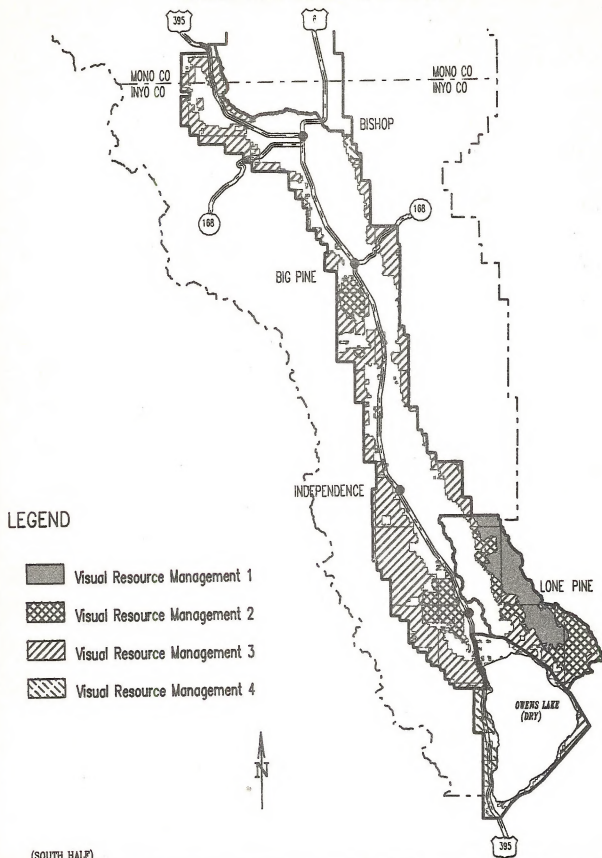 395
6
MONO CO
INYO CO
MONO CO
INYO CO
BISHOP
168
168
BIG PINE
INDEPENDENCE
LEGEND
Visual Resource Management 1
Visual Resource Management 2
Visual Resource Management 3
Visual Resource Management 4
LONE PINE
OWENS LAKE
(DRY)
N
395
(SOUTH HALF)